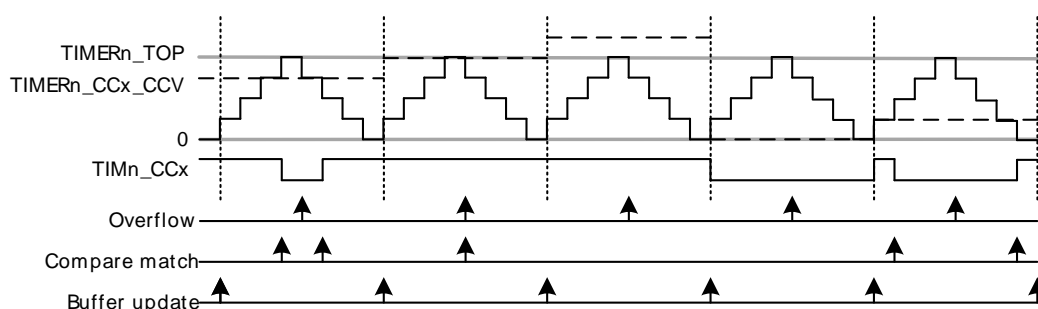 TIMERn_TOP
TIMERn_CCx_CCV
0
TIMn_CCx
Overflow
Compare match
Buffer update